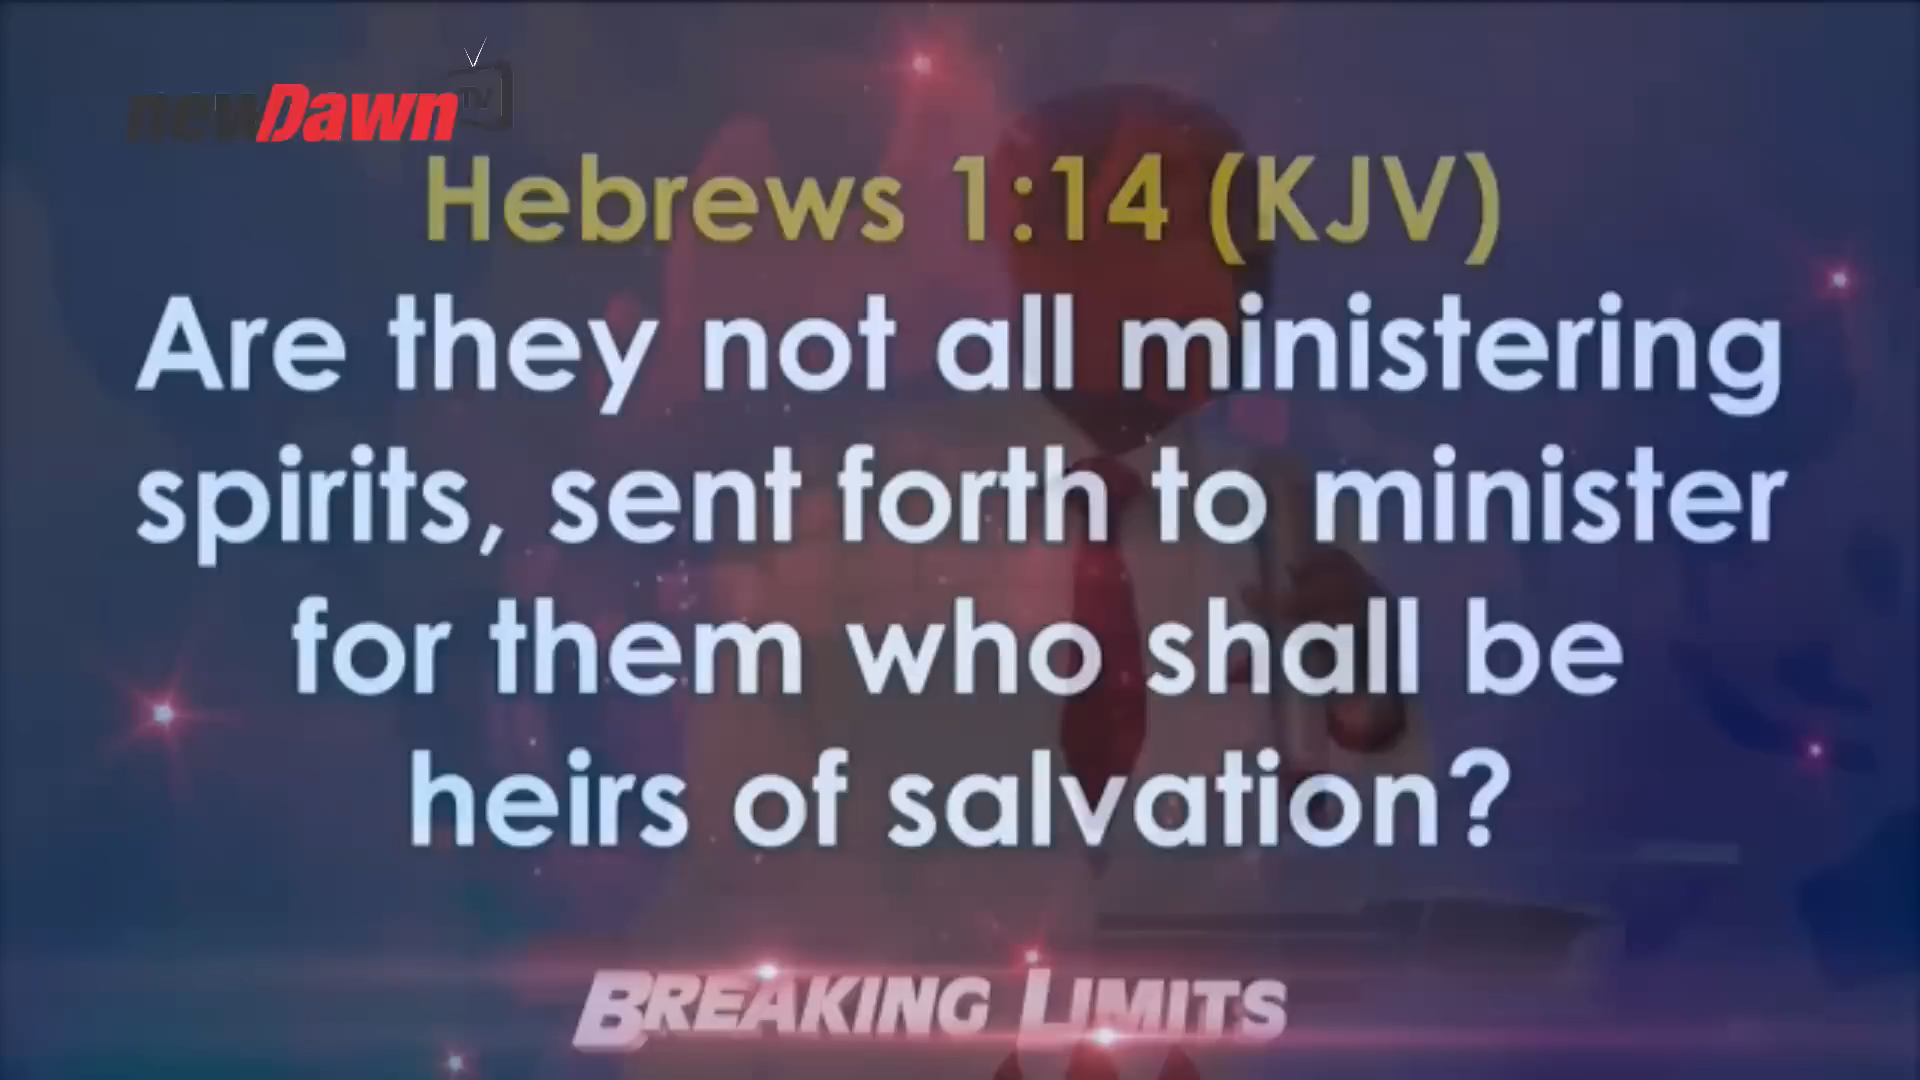 newDawn TV
Hebrews 1:14 (KJV)
Are they not all ministering
spirits, sent forth to minister
for them who shall be
heirs of salvation?
BREAKING LIMITS